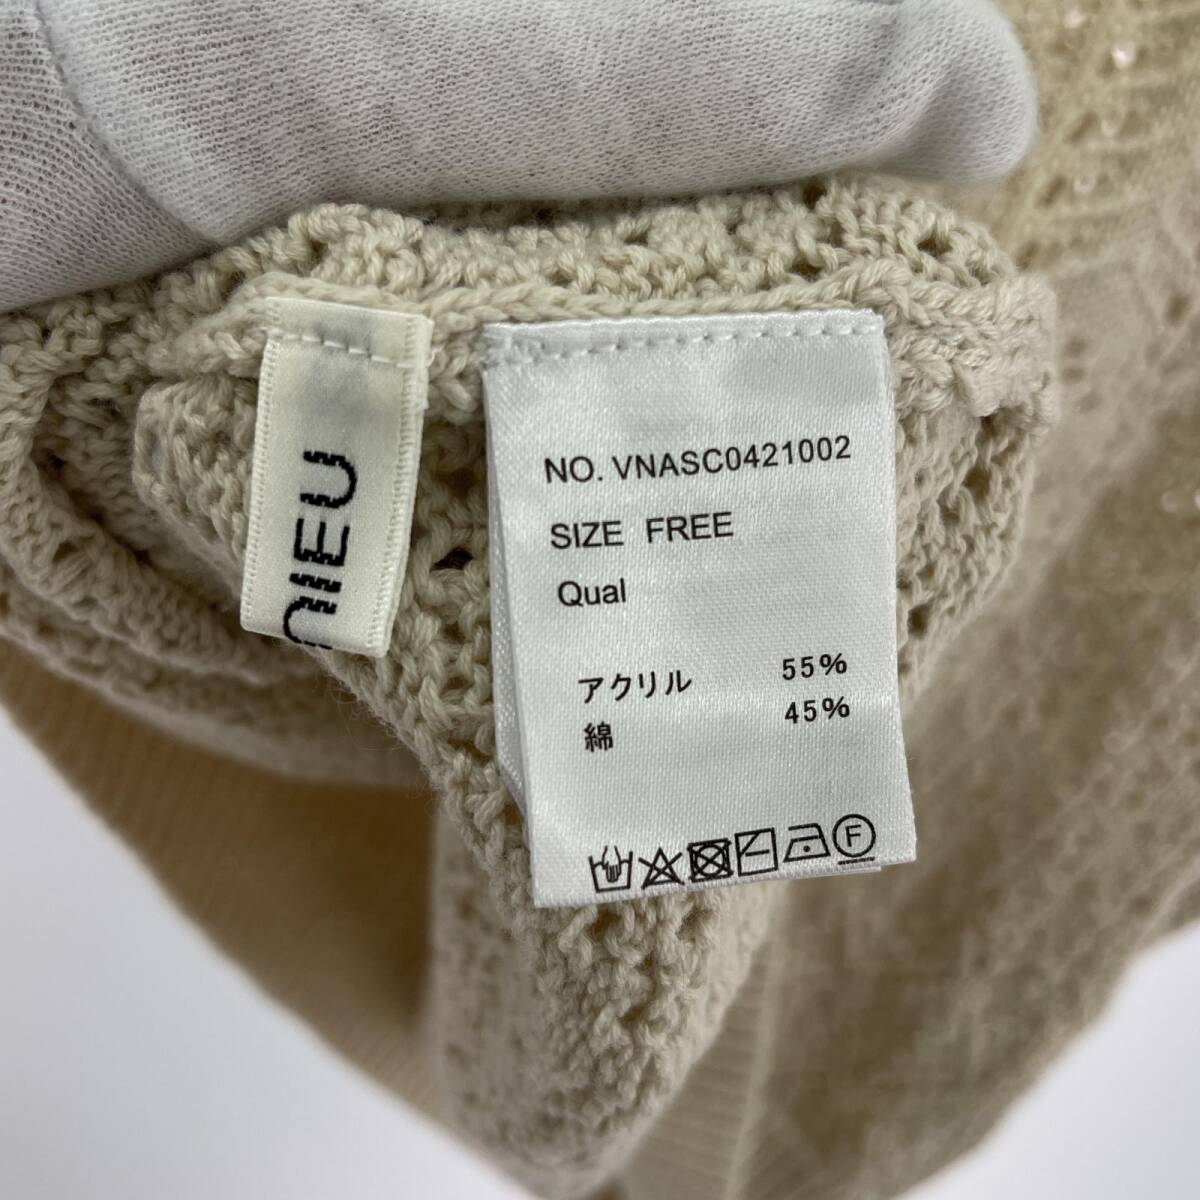 NIEU
NO. VNASC0421002
SIZE FREE
Qual
アクリル 55%
綿 45%
F